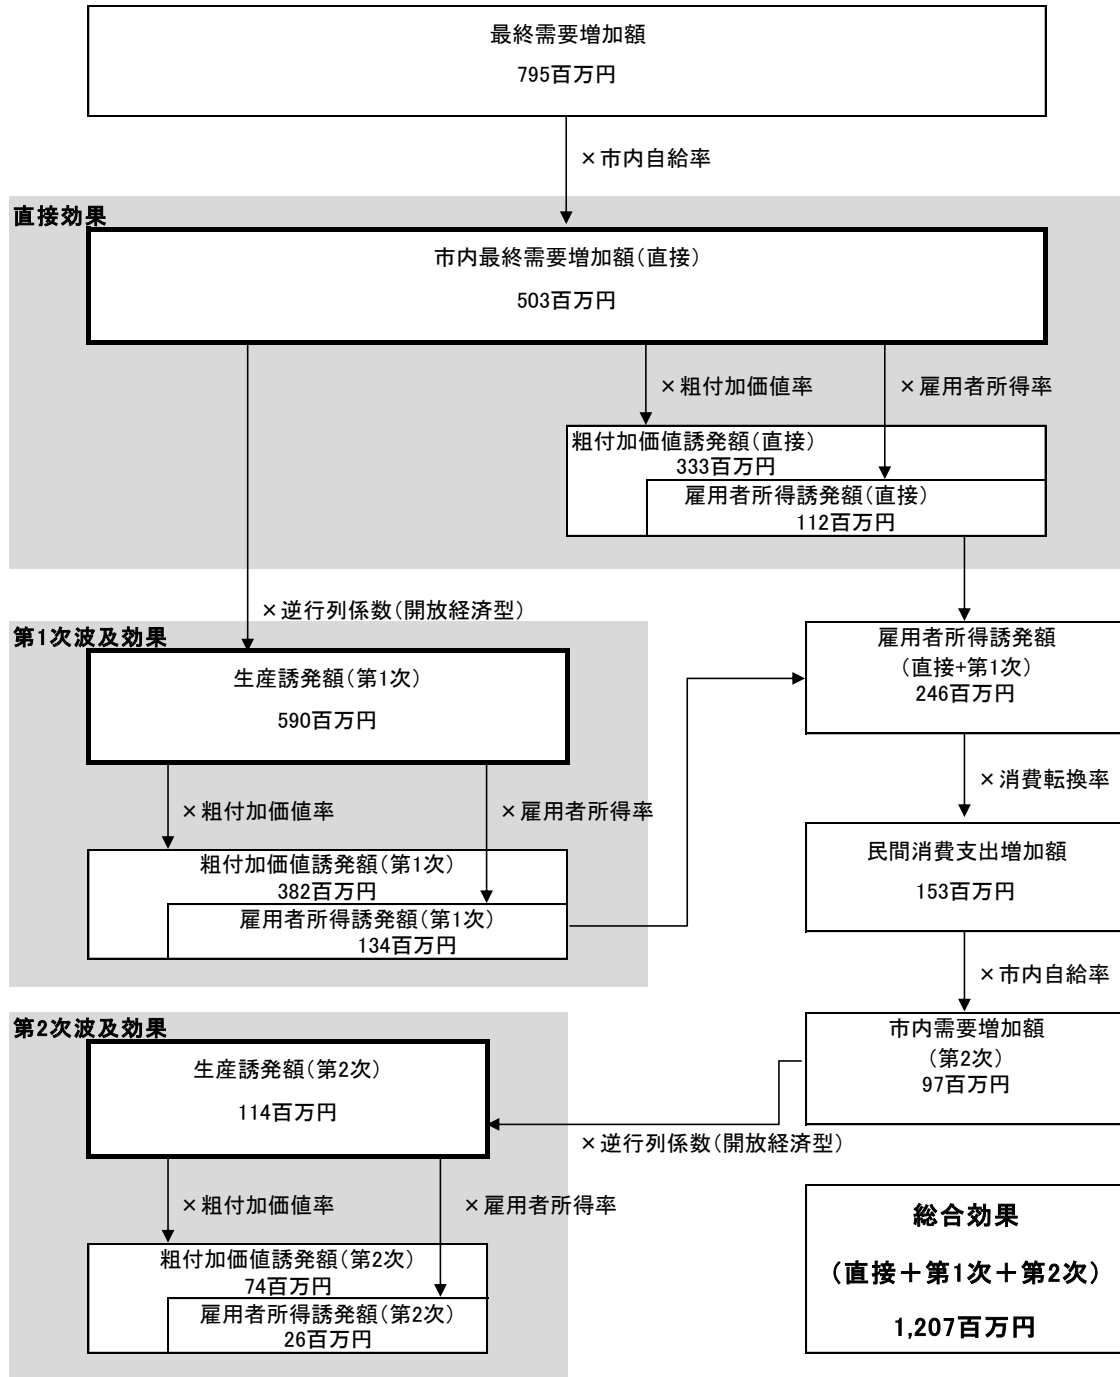 最終需要増加額
795百万円
×市内自給率
直接効果
市内最終需要増加額(直接)
503百万円
×粗付加価値率
×雇用者所得率
粗付加価値誘発額(直接)
333百万円
雇用者所得誘発額(直接)
112百万円
×逆行列係数(開放経済型)
第1次波及効果
生産誘発額(第1次)
590百万円
×粗付加価値率
×雇用者所得率
粗付加価値誘発額(第1次)
382百万円
雇用者所得誘発額(第1次)
134百万円
雇用者所得誘発額
(直接+第1次)
246百万円
×消費転換率
民間消費支出増加額
153百万円
×市内自給率
市内需要増加額
(第2次)
97百万円
×逆行列係数(開放経済型)
第2次波及効果
生産誘発額(第2次)
114百万円
×粗付加価値率
×雇用者所得率
粗付加価値誘発額(第2次)
74百万円
雇用者所得誘発額(第2次)
26百万円
総合効果
(直接+第1次+第2次)
1,207百万円